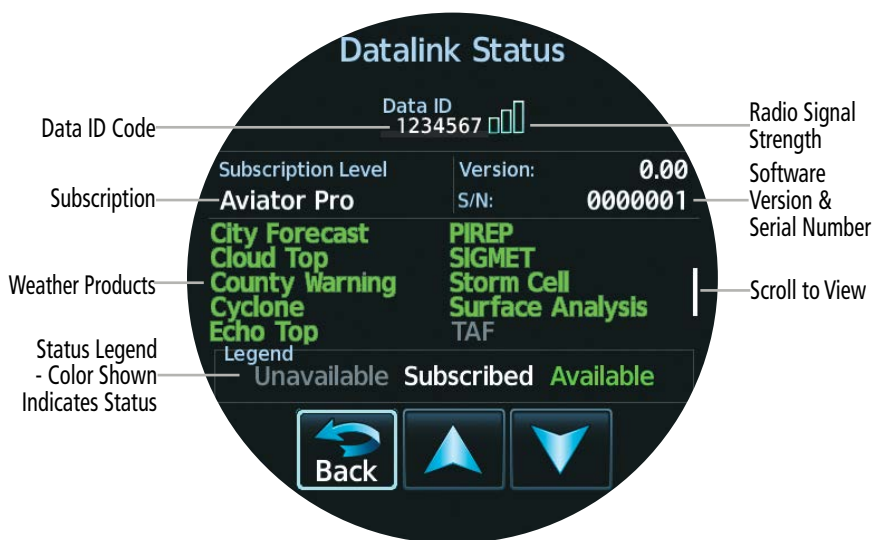 Datalink Status
Data ID
Data ID Code
1234567
Radio Signal
Strength
Subscription Level
Version: 0.00
Subscription
Aviator Pro
S/N: 0000001
Software
Version &
Serial Number
City Forecast
PIREP
Cloud Top
SIGMET
Weather Products
County Warning
Storm Cell
Scroll to View
Cyclone
Surface Analysis
Echo Top
TAF
Status Legend
- Color Shown
Indicates Status
Legend
Unavailable Subscribed Available
Back